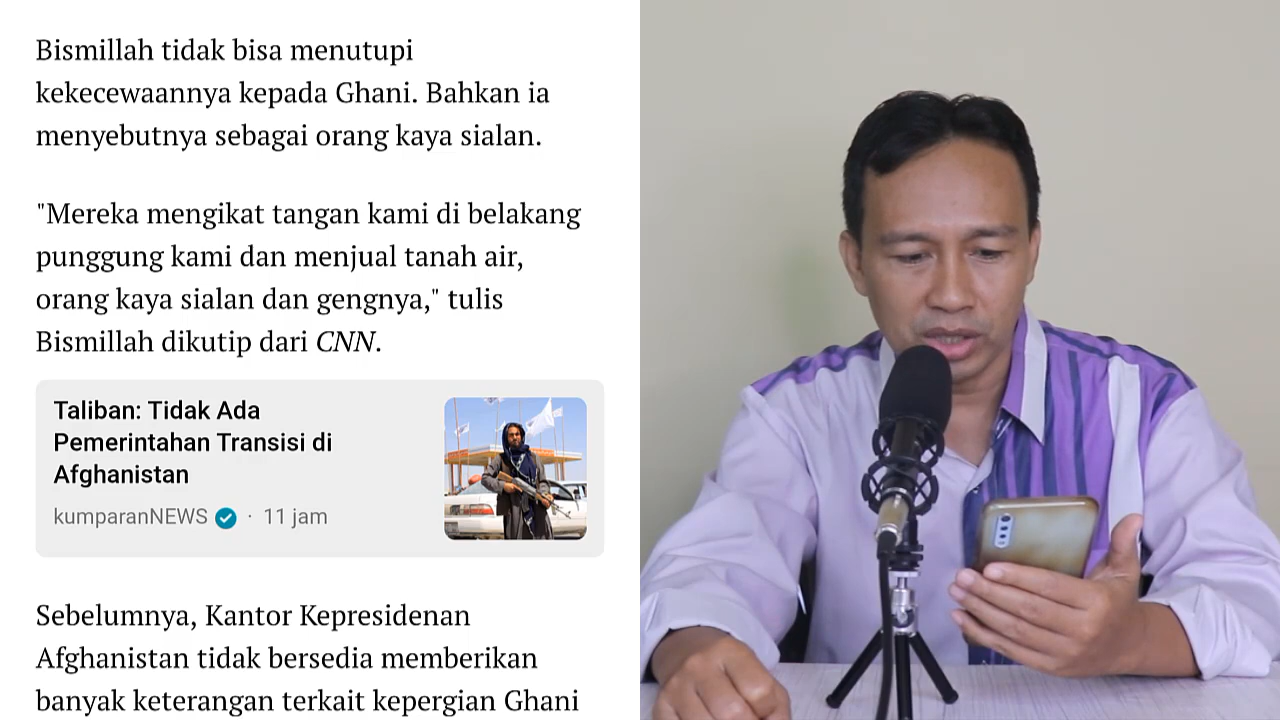 Bismillah tidak bisa menutupi
kekecewaannya kepada Ghani. Bahkan ia
menyebutnya sebagai orang kaya sialan.
"Mereka mengikat tangan kami di belakang
punggung kami dan menjual tanah air,
orang kaya sialan dan gengnya," tulis
Bismillah dikutip dari CNN.
Taliban: Tidak Ada
Pemerintahan Transisi di
Afghanistan
kumparanNEWS · 11 jam
Sebelumnya, Kantor Kepresidenan
Afghanistan tidak bersedia memberikan
banyak keterangan terkait kepergian Ghani